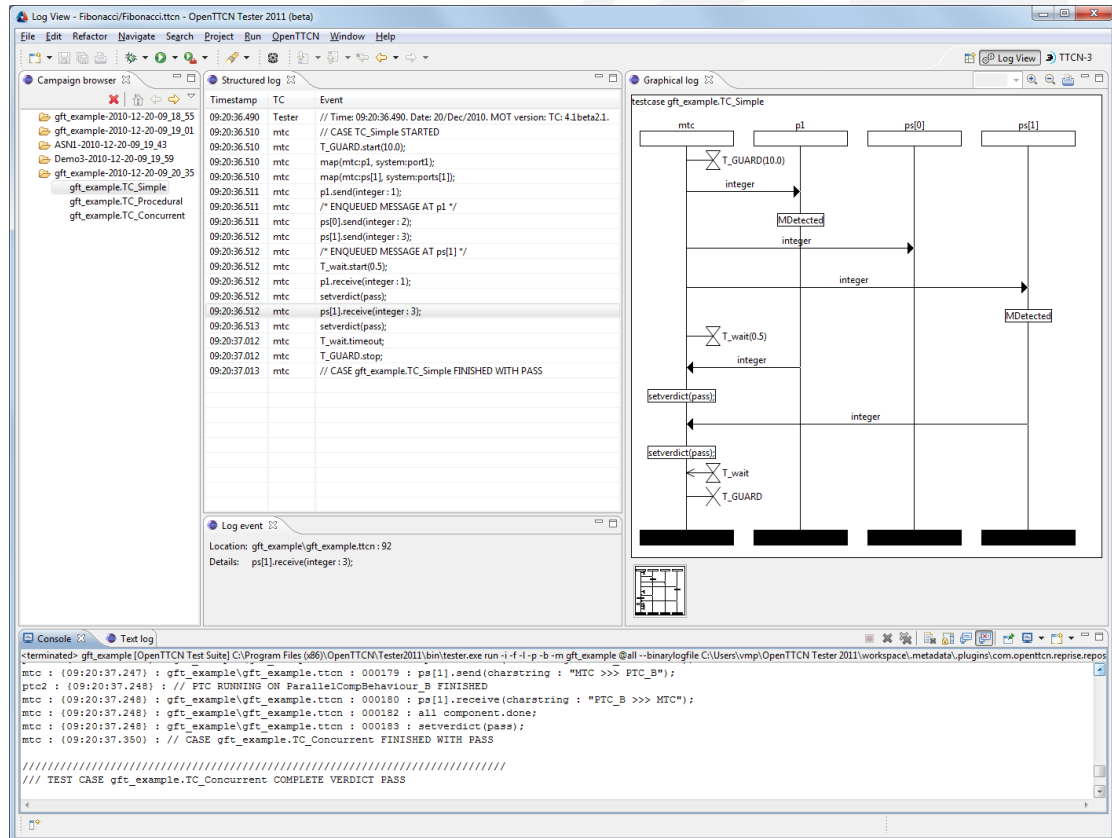 Log View - Fibonacci/Fibonacci.ttcn - OpenTTCN Tester 2011 (beta)
File Edit Refactor Navigate Search Project Run OpenTTCN Window Help
Log View TTCN-3
Campaign browser
gft_example-2010-12-20-09_18_55
gft_example-2010-12-20-09_19_01
ASN1-2010-12-20-09_19_43
Demo3-2010-12-20-09_19_59
gft_example-2010-12-20-09_20_35
gft_example.TC_Simple
gft_example.TC_Procedural
gft_example.TC_Concurrent
Structured log
Timestamp TC Event
09:20:36.490 Tester // Time: 09:20:36.490. Date: 20/Dec/2010. MOT version: TC: 4.1beta2.1.
09:20:36.510 mtc // CASE TC_Simple STARTED
09:20:36.510 mtc T_GUARD.start(10.0);
09:20:36.510 mtc map(mtc:p1, system:port1);
09:20:36.510 mtc map(mtc:ps[1], system:ports[1]);
09:20:36.511 mtc p1.send(integer : 1);
09:20:36.511 mtc /* ENQUEUED MESSAGE AT p1 */
09:20:36.511 mtc ps[0].send(integer : 2);
09:20:36.512 mtc ps[1].send(integer : 3);
09:20:36.512 mtc /* ENQUEUED MESSAGE AT ps[1] */
09:20:36.512 mtc T_wait.start(0.5);
09:20:36.512 mtc p1.receive(integer : 1);
09:20:36.512 mtc setverdict(pass);
09:20:36.512 mtc ps[1].receive(integer : 3);
09:20:36.513 mtc setverdict(pass);
09:20:37.012 mtc T_wait.timeout;
09:20:37.012 mtc T_GUARD.stop;
09:20:37.013 mtc // CASE gft_example.TC_Simple FINISHED WITH PASS
Log event
Location: gft_example\gft_example.ttcn : 92
Details: ps[1].receive(integer : 3);
Graphical log
testcase gft_example.TC_Simple
mtc p1 ps[0] ps[1]
T_GUARD(10.0)
integer
MDetected
integer
integer
MDetected
T_wait(0.5)
integer
setverdict(pass);
integer
setverdict(pass);
T_wait
T_GUARD
Console Text log
<terminated> gft_example [OpenTTCN Test Suite] C:\Program Files (x86)\OpenTTCN\Tester2011\bin\tester.exe run -i -f -l -p -b -m gft_example @all --binarylogfile C:\Users\vmp\OpenTTCN Tester 2011\workspace\.metadata\.plugins\com.openttcn.reprise.repos
mtc : {09:20:37.247} : gft_example\gft_example.ttcn : 000179 : ps[1].send(charstring : "MTC >>> PTC_B");
ptc2 : {09:20:37.248} : // PTC RUNNING ON ParallelCompBehaviour_B FINISHED
mtc : {09:20:37.248} : gft_example\gft_example.ttcn : 000180 : ps[1].receive(charstring : "PTC_B >>> MTC");
mtc : {09:20:37.248} : gft_example\gft_example.ttcn : 000182 : all component.done;
mtc : {09:20:37.248} : gft_example\gft_example.ttcn : 000183 : setverdict(pass);
mtc : {09:20:37.350} : // CASE gft_example.TC_Concurrent FINISHED WITH PASS
///////////////////////////////////////////////////////////////////////////////
/// TEST CASE gft_example.TC_Concurrent COMPLETE VERDICT PASS